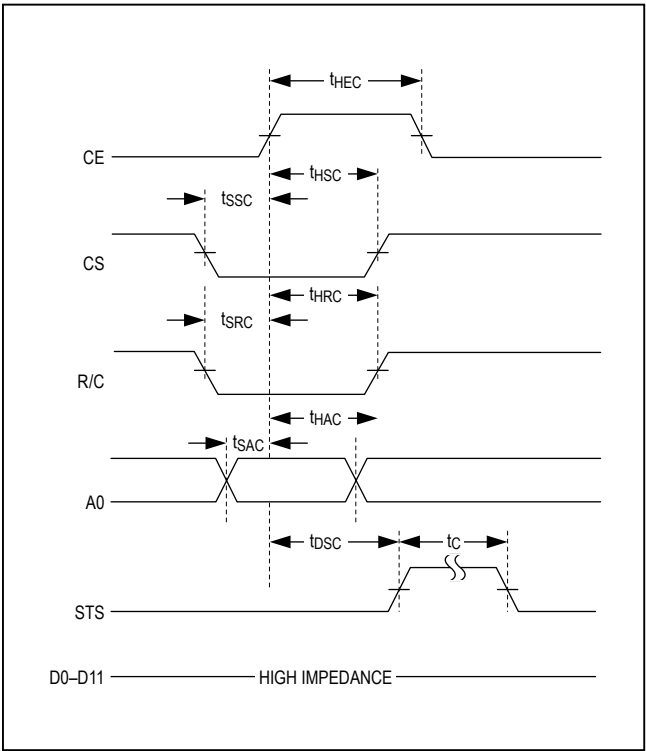 tHEC
CE
tHSC
tSSC
CS
tHRC
tSRC
R/C
tHAC
tSAC
A0
tDSC
tC
STS
D0–D11
HIGH IMPEDANCE